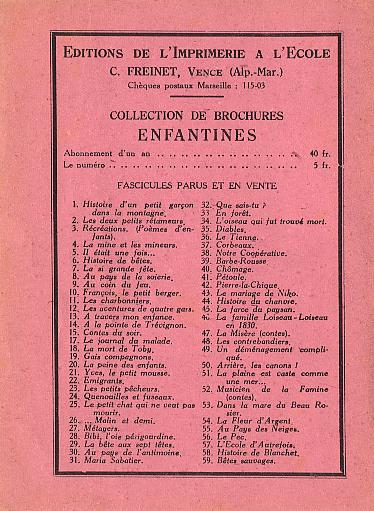 EDITIONS DE L'IMPRIMERIE A L'ECOLE
C. FREINET, VENCE (Alp.-Mar.)
Chèques postaux Marseille : 115-03
COLLECTION DE BROCHURES
ENFANTINES
Abonnement d'un an .. .. .. .. .. .. .. .. .. .. 40 fr.
Le numéro .. .. .. .. .. .. .. .. .. .. .. .. 5 fr.
FASCICULES PARUS ET EN VENTE
1. Histoire d'un petit garçon
dans la montagne.
2. Les deux petits rétameurs.
3. Récréations. (Poèmes d'en-
fants).
4. La mine et les mineurs.
5. Il était une fois...
6. Histoire de bêtes.
7. La si grande fête.
8. Au pays de la soierie.
9. Au coin du feu.
10. François, le petit berger.
11. Les charbonniers.
12. Les aventures de quatre gars.
13. A travers mon enfance.
14. A la pointe de Trévignon.
15. Contes du soir.
17. Le journal du malade.
18. La mort de Toby.
19. Gais compagnons.
20. La peine des enfants.
21. Yves, le petit mousse.
22. Emigrants.
23. Les petits pêcheurs.
24. Quenouilles et fuseaux.
25. Le petit chat qui ne veut pas
mourir.
26. ... Malin et demi.
27. Métayers.
28. Bibi, l'oie périgourdine.
29. La bête aux sept têtes.
30. Au pays de l'antimoine.
31. Maria Sabatier.
32. Que sais-tu ?
33 En forêt.
34. L'oiseau qui fut trouvé mort.
35. Diables.
36. Le Tienne.
37. Corbeaux.
38. Notre Coopérative.
39. Barbe-Rousse
40. Chômage.
41. Pétoule.
42. Pierre-la-Chique
43. Le mariage de Niko.
44. Histoire du chanvre.
45. La farce du paysan.
46. La famille Loiseau-Loiseau
en 1830.
47. La Misère (contes).
48. Les contrebandiers.
49. Un déménagement compli-
qué.
50. Arrière, les canons !
51. La plaine est vaste comme
une mer...
52. Musicien de la Famine
(contes).
53. Dans la mare du Beau Ro-
sier.
54. La Fleur d'Argent
55. Au Pays des Neiges.
56. Le Pec.
57. L'Ecole d'Autrefois.
58. Histoire de Blanchet.
59. Bêtes sauvages.